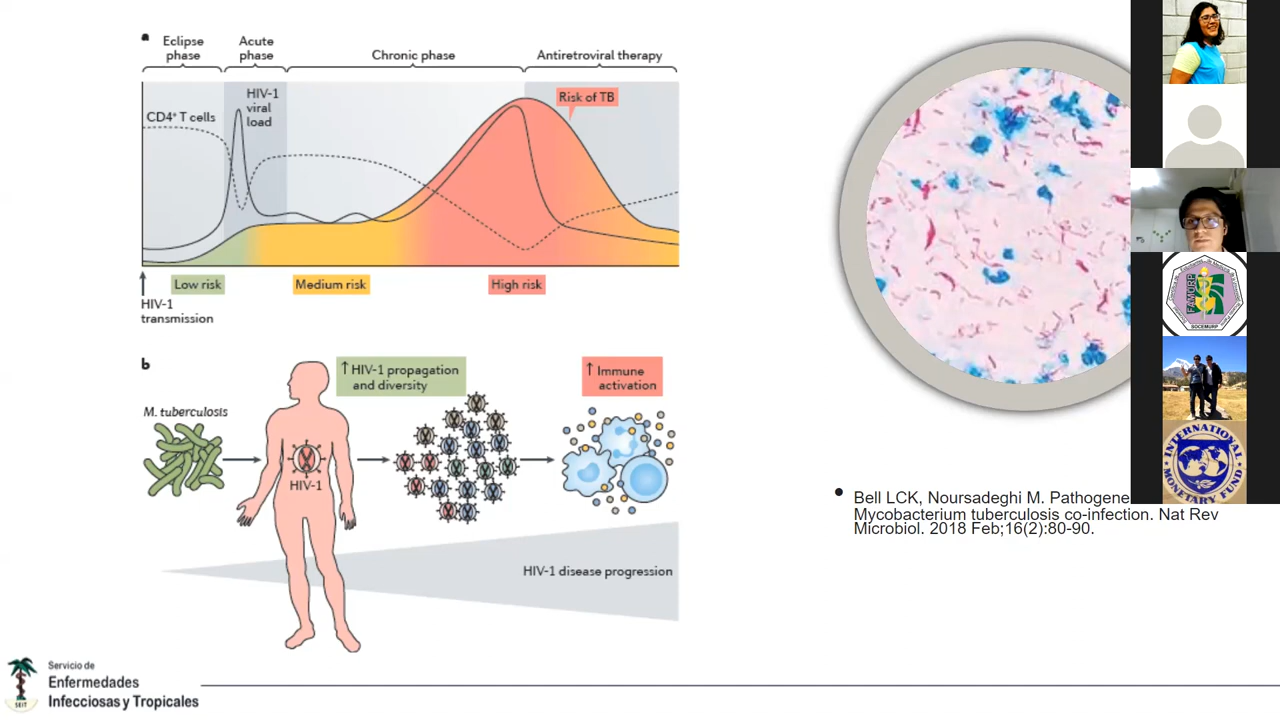 a
Eclipse
phase
Acute
phase
Chronic phase
Antiretroviral therapy
CD4⁺ T cells
HIV-1
viral
load
Risk of TB
Low risk
Medium risk
High risk
HIV-1
transmission
b
M. tuberculosis
HIV-1
↑ HIV-1 propagation
and diversity
↑ Immune
activation
HIV-1 disease progression
• Bell LCK, Noursadeghi M. Pathogene
Mycobacterium tuberculosis co-infection. Nat Rev
Microbiol. 2018 Feb;16(2):80-90.
FAMURP
SOCEMURP
INTERNATIONAL
MONETARY FUND
Servicio de
Enfermedades
Infecciosas y Tropicales
SEIT